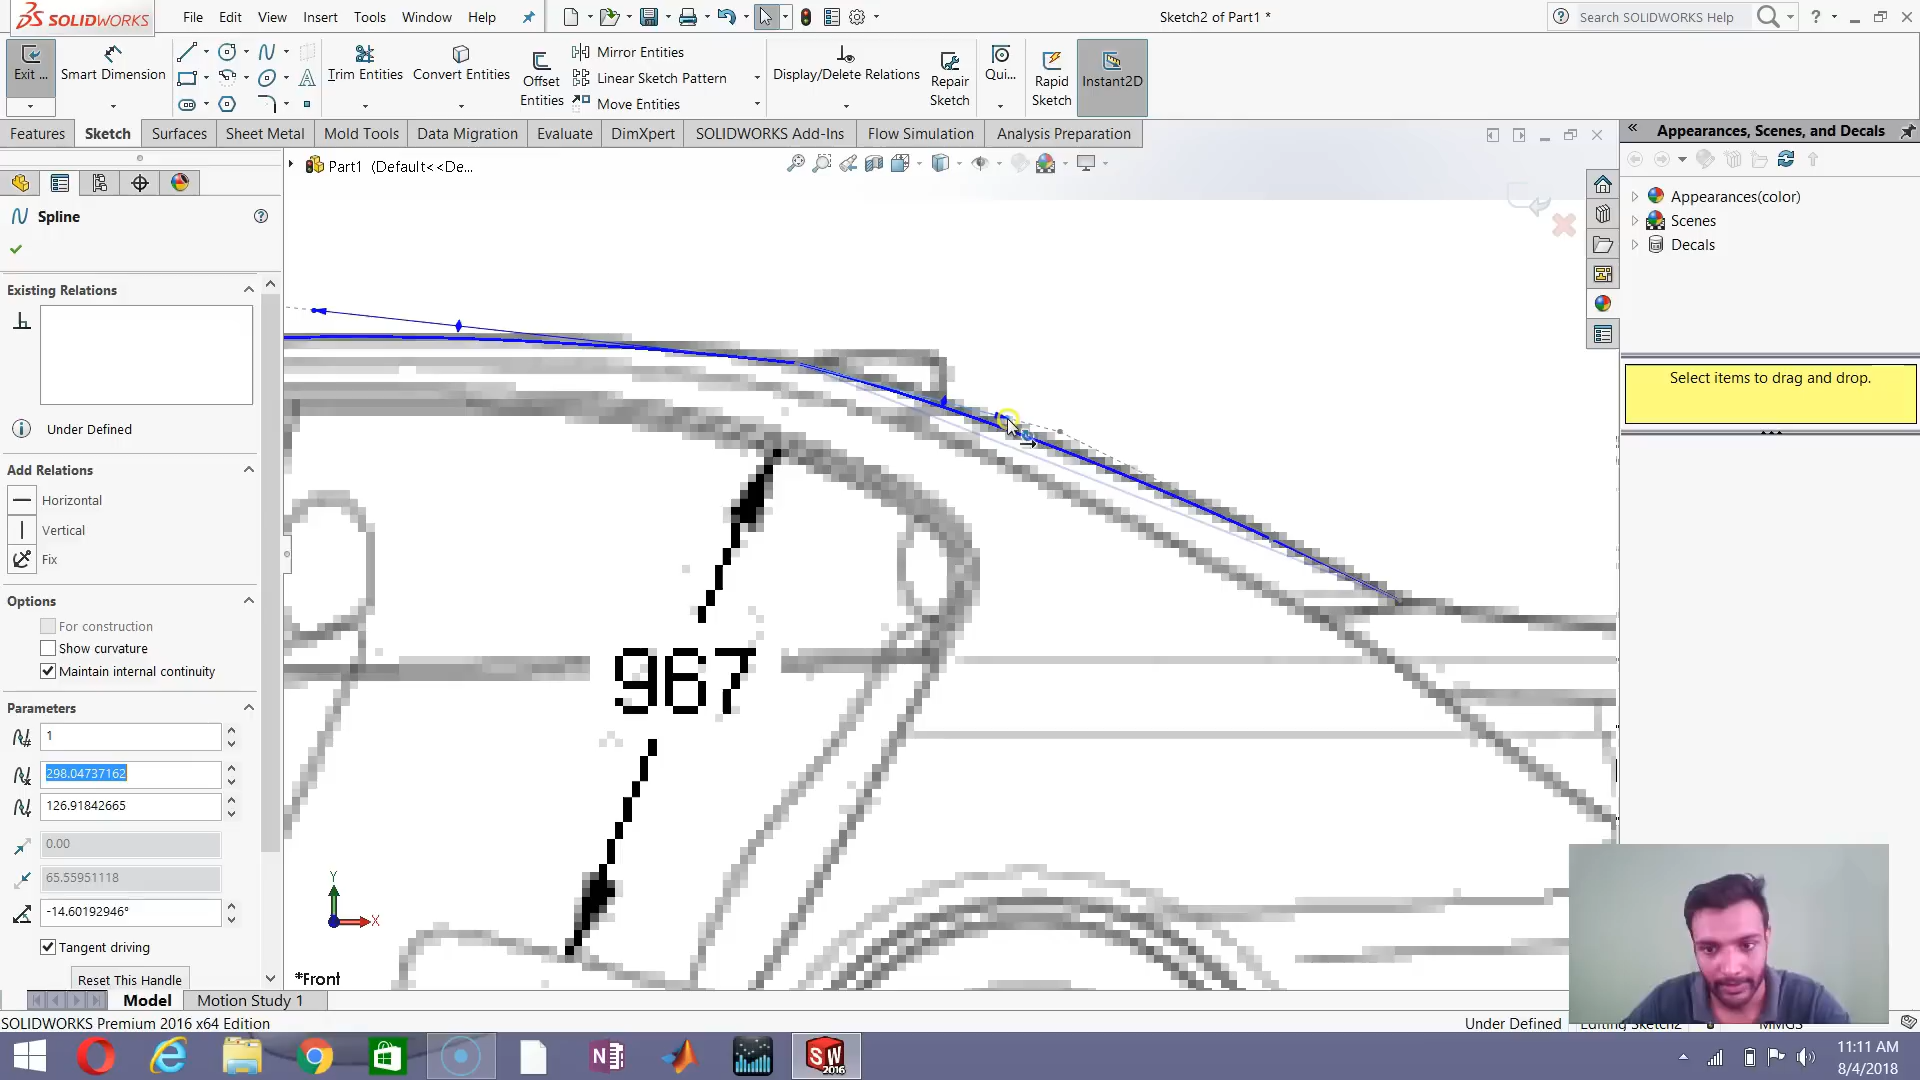 SOLIDWORKS
File Edit View Insert Tools Window Help
Sketch2 of Part1 *
Search SOLIDWORKS Help
Exit ...
Smart Dimension
Trim Entities
Convert Entities
Offset Entities
Mirror Entities
Linear Sketch Pattern
Move Entities
Display/Delete Relations
Repair Sketch
Qui...
Rapid Sketch
Instant2D
Features Sketch Surfaces Sheet Metal Mold Tools Data Migration Evaluate DimXpert SOLIDWORKS Add-Ins Flow Simulation Analysis Preparation
Appearances, Scenes, and Decals
Part1 (Default<<De...
Appearances(color)
Scenes
Decals
Select items to drag and drop.
Spline
Existing Relations
Under Defined
Add Relations
Horizontal
Vertical
Fix
Options
For construction
Show curvature
Maintain internal continuity
Parameters
1
298.04737162
126.91842665
0.00
65.55951118
-14.60192946°
Tangent driving
Reset This Handle
967
Y
X
*Front
Model Motion Study 1
SOLIDWORKS Premium 2016 x64 Edition
Under Defined
Editing Sketch2
MMGS
SW 2016
11:11 AM
8/4/2018